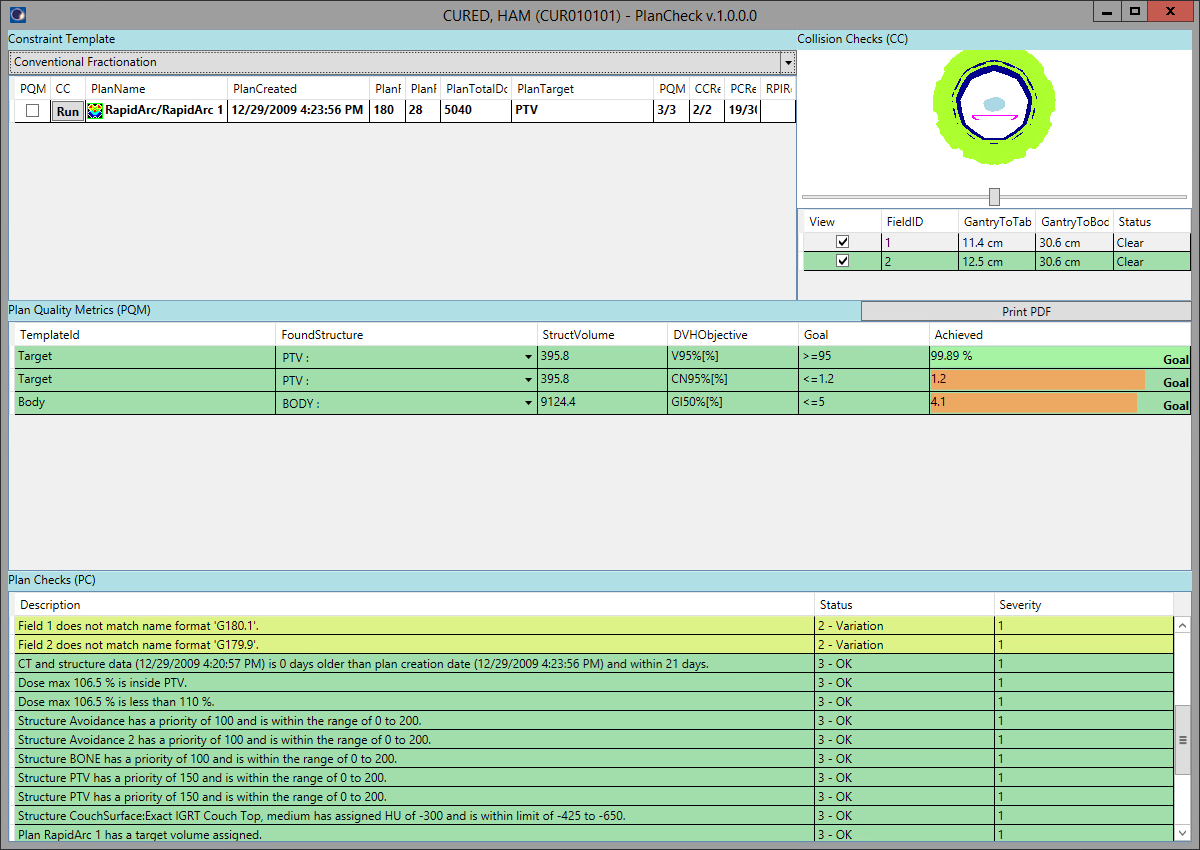 CURED, HAM (CUR010101) - PlanCheck v.1.0.0.0
Constraint Template
Conventional Fractionation
PQM CC PlanName PlanCreated PlanF PlanF PlanTotalDo PlanTarget PQM CCRe PCRe RPIRe
Run RapidArc/RapidArc 1 12/29/2009 4:23:56 PM 180 28 5040 PTV 3/3 2/2 19/30
Collision Checks (CC)
View FieldID GantryToTab GantryToBod Status
1 11.4 cm 30.6 cm Clear
2 12.5 cm 30.6 cm Clear
Plan Quality Metrics (PQM)
Print PDF
TemplateId FoundStructure StructVolume DVHObjective Goal Achieved
Target PTV : 395.8 V95%[%] >=95 99.89 % Goal
Target PTV : 395.8 CN95%[%] <=1.2 1.2 Goal
Body BODY : 9124.4 GI50%[%] <=5 4.1 Goal
Plan Checks (PC)
Description Status Severity
Field 1 does not match name format 'G180.1'. 2 - Variation 1
Field 2 does not match name format 'G179.9'. 2 - Variation 1
CT and structure data (12/29/2009 4:20:57 PM) is 0 days older than plan creation date (12/29/2009 4:23:56 PM) and within 21 days. 3 - OK 1
Dose max 106.5 % is inside PTV. 3 - OK 1
Dose max 106.5 % is less than 110 %. 3 - OK 1
Structure Avoidance has a priority of 100 and is within the range of 0 to 200. 3 - OK 1
Structure Avoidance 2 has a priority of 100 and is within the range of 0 to 200. 3 - OK 1
Structure BONE has a priority of 100 and is within the range of 0 to 200. 3 - OK 1
Structure PTV has a priority of 150 and is within the range of 0 to 200. 3 - OK 1
Structure PTV has a priority of 150 and is within the range of 0 to 200. 3 - OK 1
Structure CouchSurface:Exact IGRT Couch Top, medium has assigned HU of -300 and is within limit of -425 to -650. 3 - OK 1
Plan RapidArc 1 has a target volume assigned. 3 - OK 1